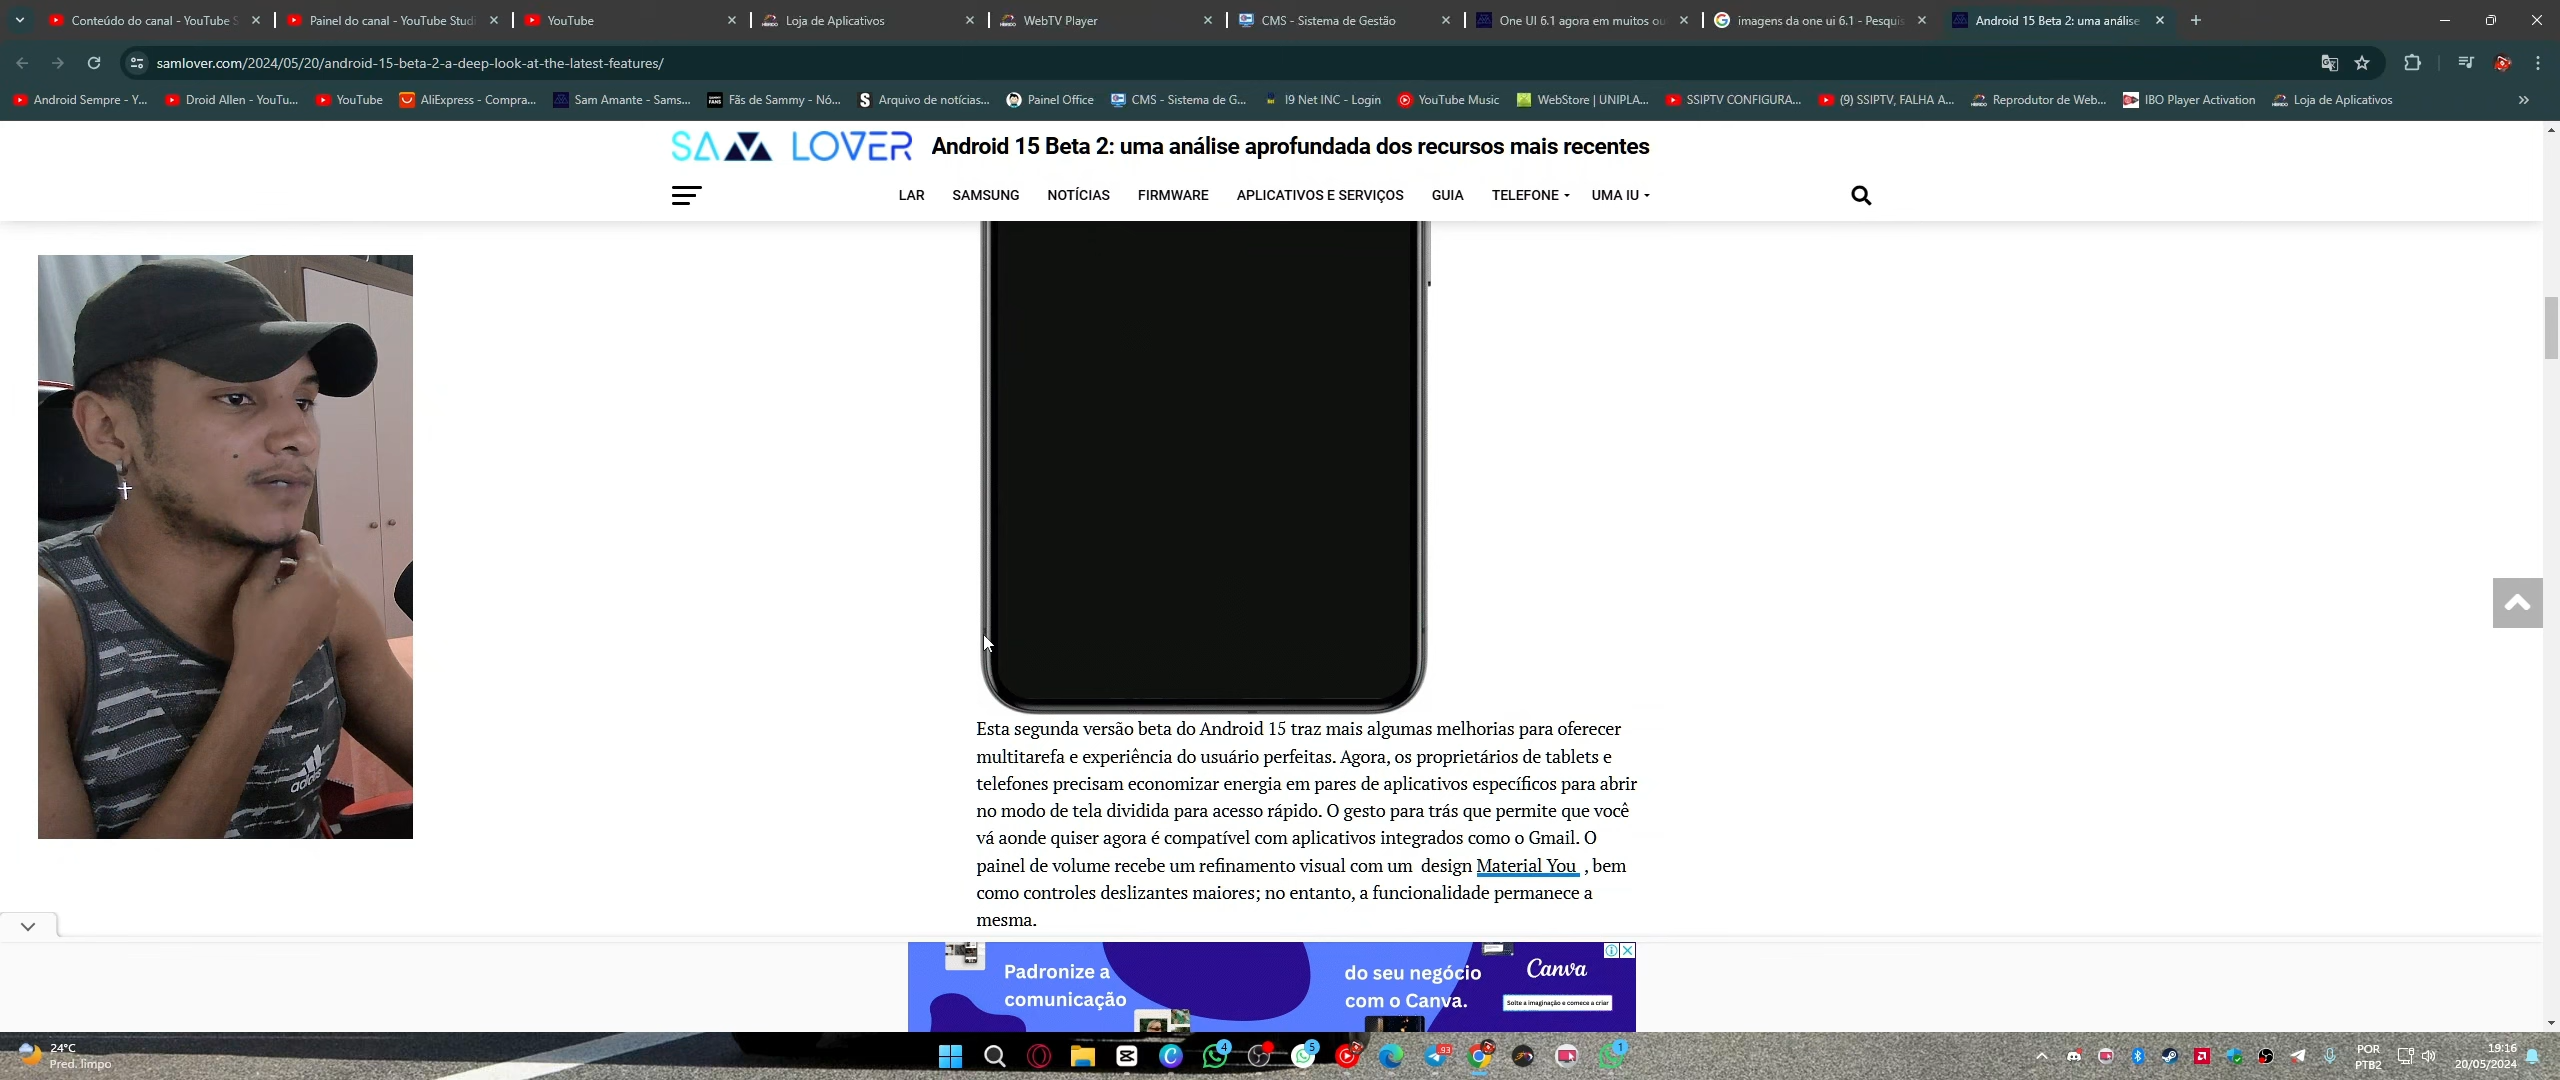 Conteúdo do canal - YouTube S
Painel do canal - YouTube Studi
YouTube
Loja de Aplicativos
WebTV Player
CMS - Sistema de Gestão
One UI 6.1 agora em muitos ou
imagens da one ui 6.1 - Pesquis
Android 15 Beta 2: uma análise
samlover.com/2024/05/20/android-15-beta-2-a-deep-look-at-the-latest-features/
Android Sempre - Y...
Droid Allen - YouTu...
YouTube
AliExpress - Compra...
Sam Amante - Sams...
Fãs de Sammy - Nó...
Arquivo de notícias...
Painel Office
CMS - Sistema de G...
I9 Net INC - Login
YouTube Music
WebStore | UNIPLA...
SSIPTV CONFIGURA...
(9) SSIPTV, FALHA A...
Reprodutor de Web...
IBO Player Activation
Loja de Aplicativos
SAM LOVER
Android 15 Beta 2: uma análise aprofundada dos recursos mais recentes
LAR SAMSUNG NOTÍCIAS FIRMWARE APLICATIVOS E SERVIÇOS GUIA TELEFONE UMA IU
adidas
Esta segunda versão beta do Android 15 traz mais algumas melhorias para oferecer
multitarefa e experiência do usuário perfeitas. Agora, os proprietários de tablets e
telefones precisam economizar energia em pares de aplicativos específicos para abrir
no modo de tela dividida para acesso rápido. O gesto para trás que permite que você
vá aonde quiser agora é compatível com aplicativos integrados como o Gmail. O
painel de volume recebe um refinamento visual com um design Material You , bem
como controles deslizantes maiores; no entanto, a funcionalidade permanece a
mesma.
Padronize a
comunicação
do seu negócio
com o Canva.
Canva
Solte a imaginação e comece a criar
24°C
Pred. limpo
4
5
93
1
POR
PTB2
19:16
20/05/2024